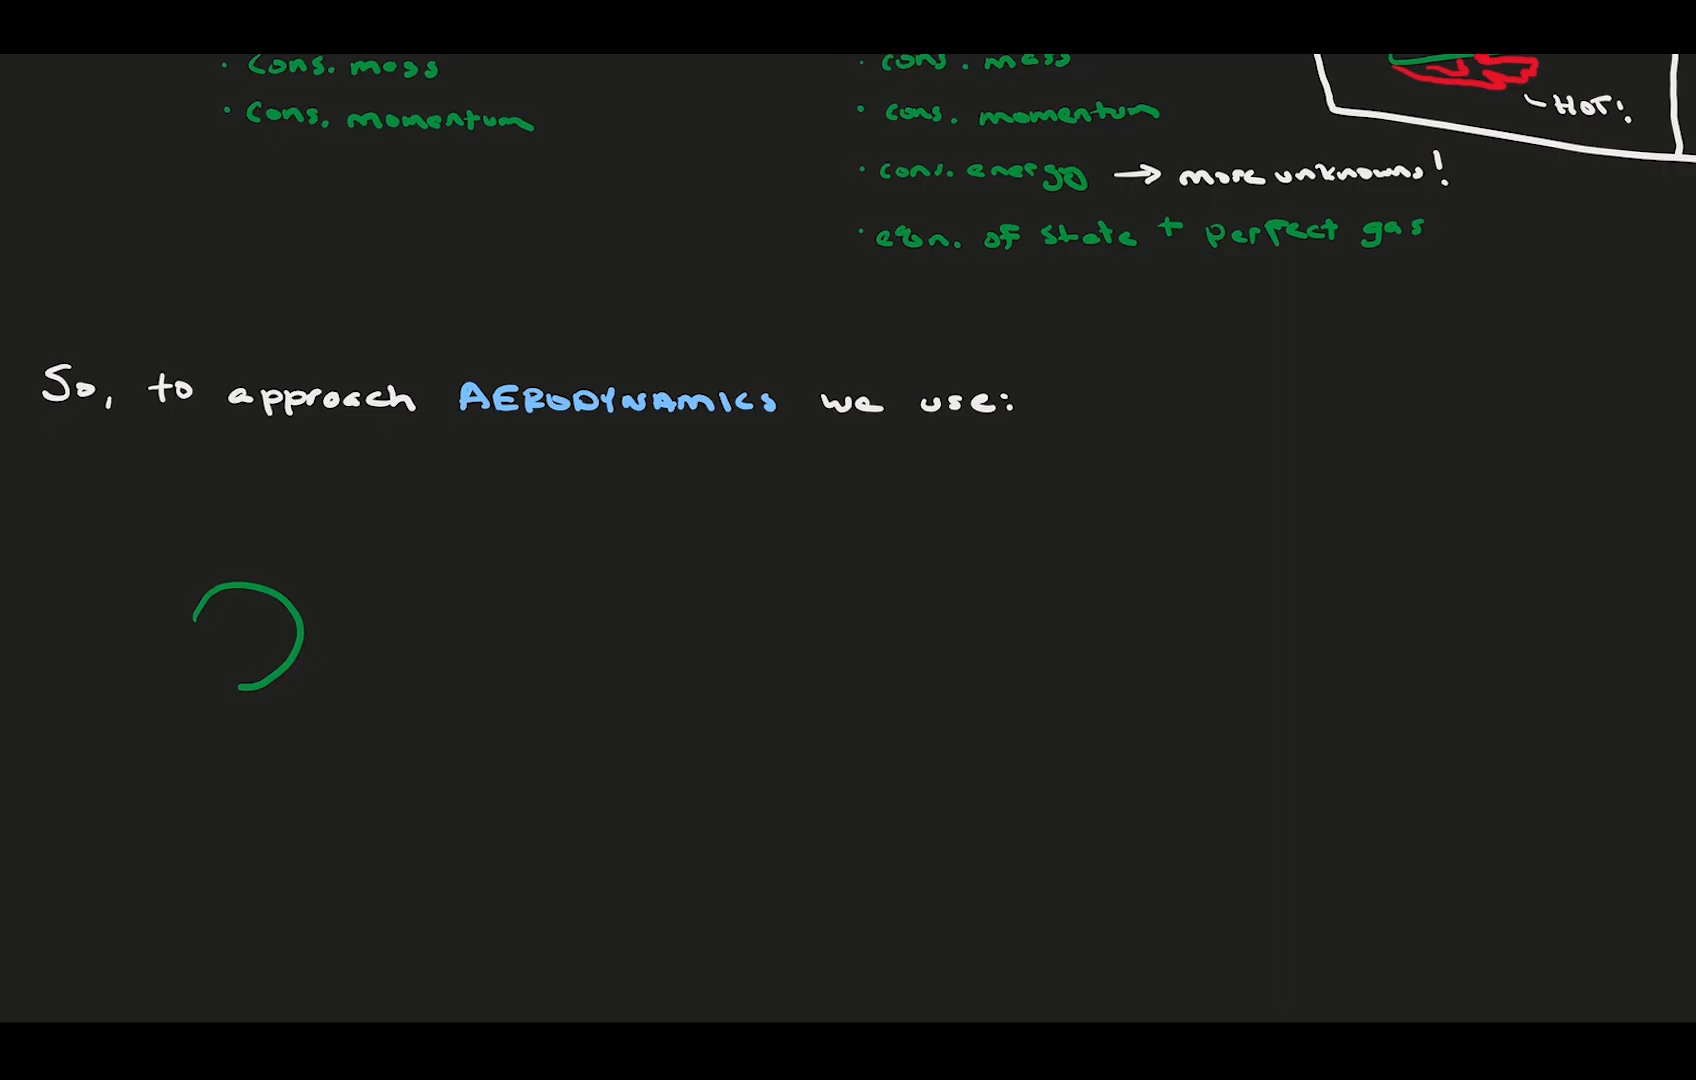 · Cons. mass
· Cons. momentum
· cons. mass
· cons. momentum
· cons. energy → more unknowns!
· eqn. of state + perfect gas
- HOT!
So, to approach AERODYNAMICS we use: